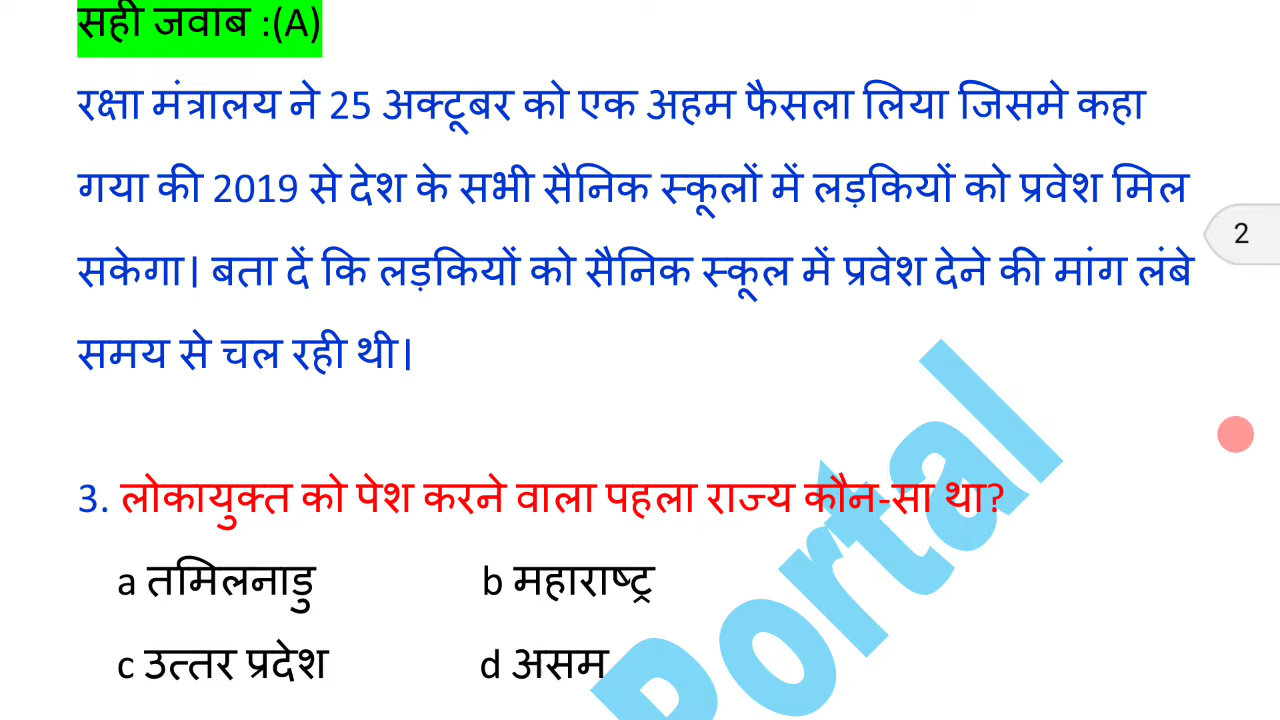 सही जवाब :(A)
रक्षा मंत्रालय ने 25 अक्टूबर को एक अहम फैसला लिया जिसमे कहा
गया की 2019 से देश के सभी सैनिक स्कूलों में लड़कियों को प्रवेश मिल
सकेगा। बता दें कि लड़कियों को सैनिक स्कूल में प्रवेश देने की मांग लंबे
समय से चल रही थी।
2
3. लोकायुक्त को पेश करने वाला पहला राज्य कौन-सा था?
a तमिलनाडु b महाराष्ट्र
c उत्तर प्रदेश d असम
Portal